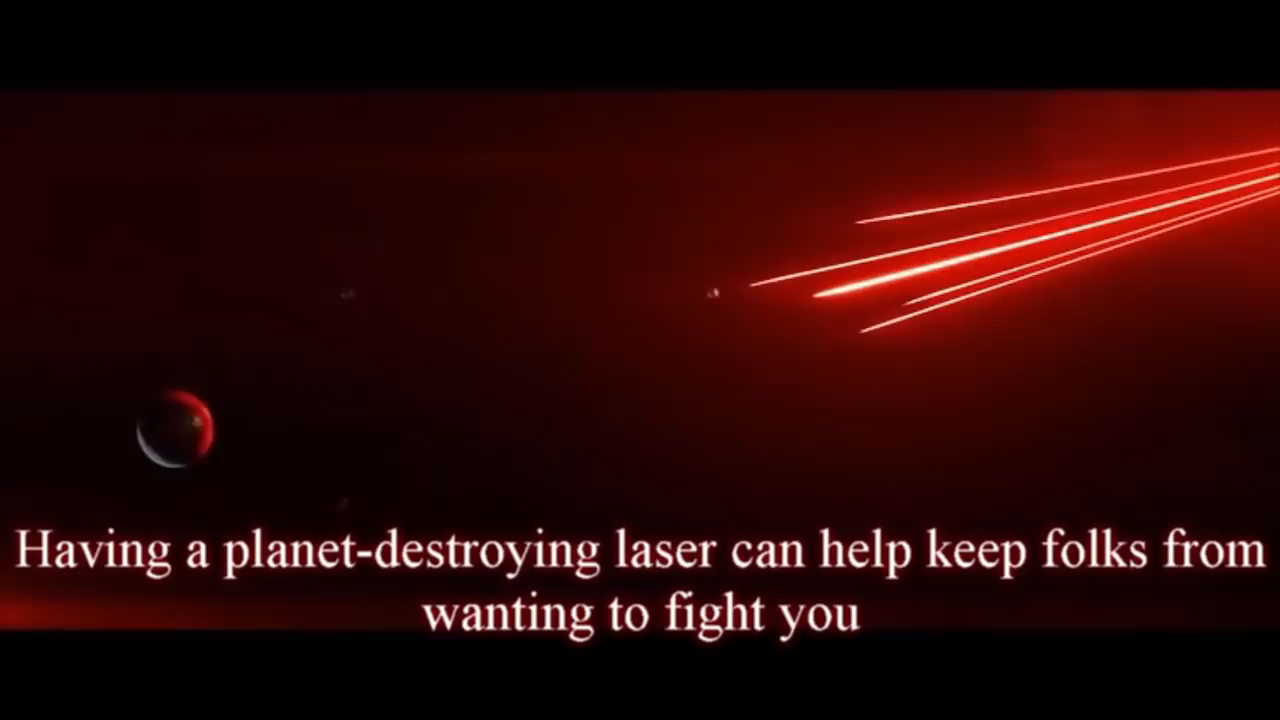 Having a planet-destroying laser can help keep folks from
wanting to fight you